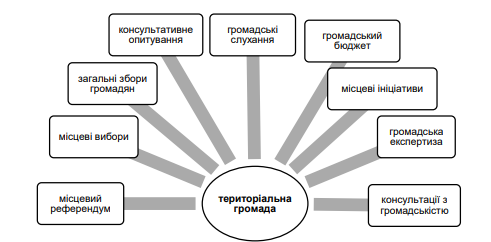 консультативне
опитування
громадські
слухання
громадський
бюджет
загальні збори
громадян
місцеві ініціативи
місцеві вибори
громадська
експертиза
місцевий
референдум
територіальна
громада
консультації з
громадськістю